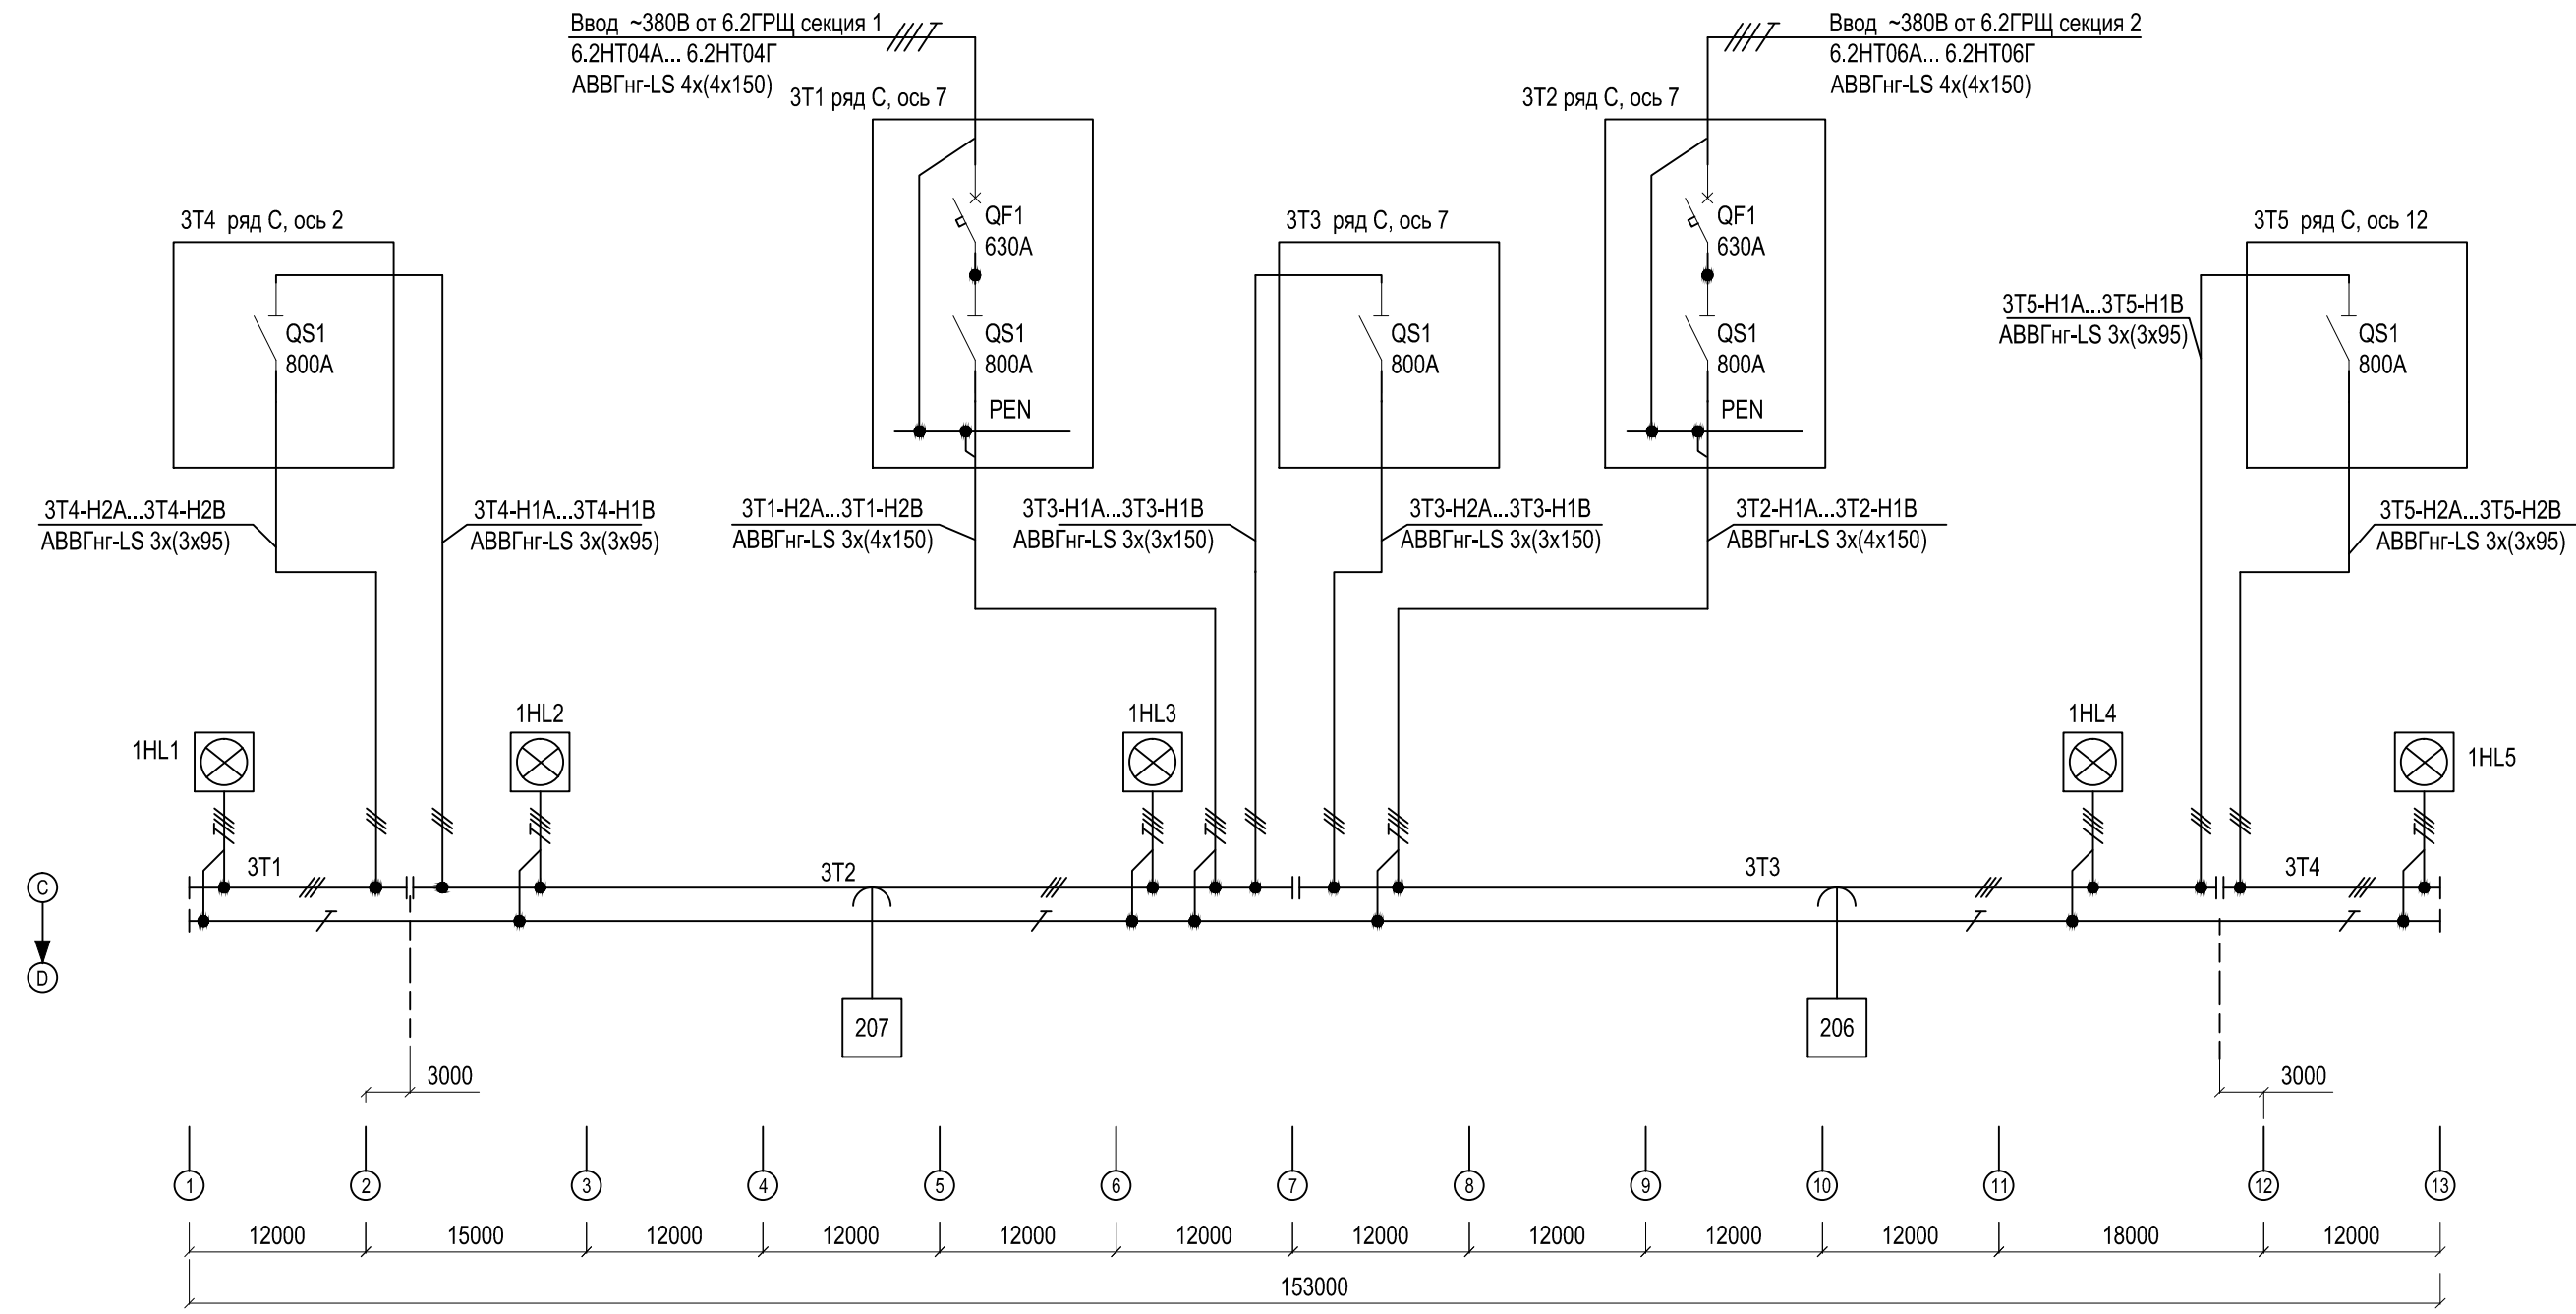 Ввод ~380В от 6.2ГРЩ секция 1
6.2НТ04А... 6.2НТ04Г
АВВГнг-LS 4х(4х150)
Ввод ~380В от 6.2ГРЩ секция 2
6.2НТ06А... 6.2НТ06Г
АВВГнг-LS 4х(4х150)
3Т1 ряд С, ось 7
3Т2 ряд С, ось 7
3Т4 ряд С, ось 2
3Т3 ряд С, ось 7
3Т5 ряд С, ось 12
QF1
630А
QS1
800А
PEN
QF1
630А
QS1
800А
PEN
QS1
800А
QS1
800А
QS1
800А
3Т5-Н1А...3Т5-Н1В
АВВГнг-LS 3х(3х95)
3Т4-Н2А...3Т4-Н2В
АВВГнг-LS 3х(3х95)
3Т4-Н1А...3Т4-Н1В
АВВГнг-LS 3х(3х95)
3Т1-Н2А...3Т1-Н2В
АВВГнг-LS 3х(4х150)
3Т3-Н1А...3Т3-Н1В
АВВГнг-LS 3х(3х150)
3Т3-Н2А...3Т3-Н1В
АВВГнг-LS 3х(3х150)
3Т2-Н1А...3Т2-Н1В
АВВГнг-LS 3х(4х150)
3Т5-Н2А...3Т5-Н2В
АВВГнг-LS 3х(3х95)
1HL1
1HL2
1HL3
1HL4
1HL5
3Т1
3Т2
3Т3
3Т4
C
D
207
206
3000
3000
1 2 3 4 5 6 7 8 9 10 11 12 13
12000 15000 12000 12000 12000 12000 12000 12000 12000 12000 18000 12000
153000